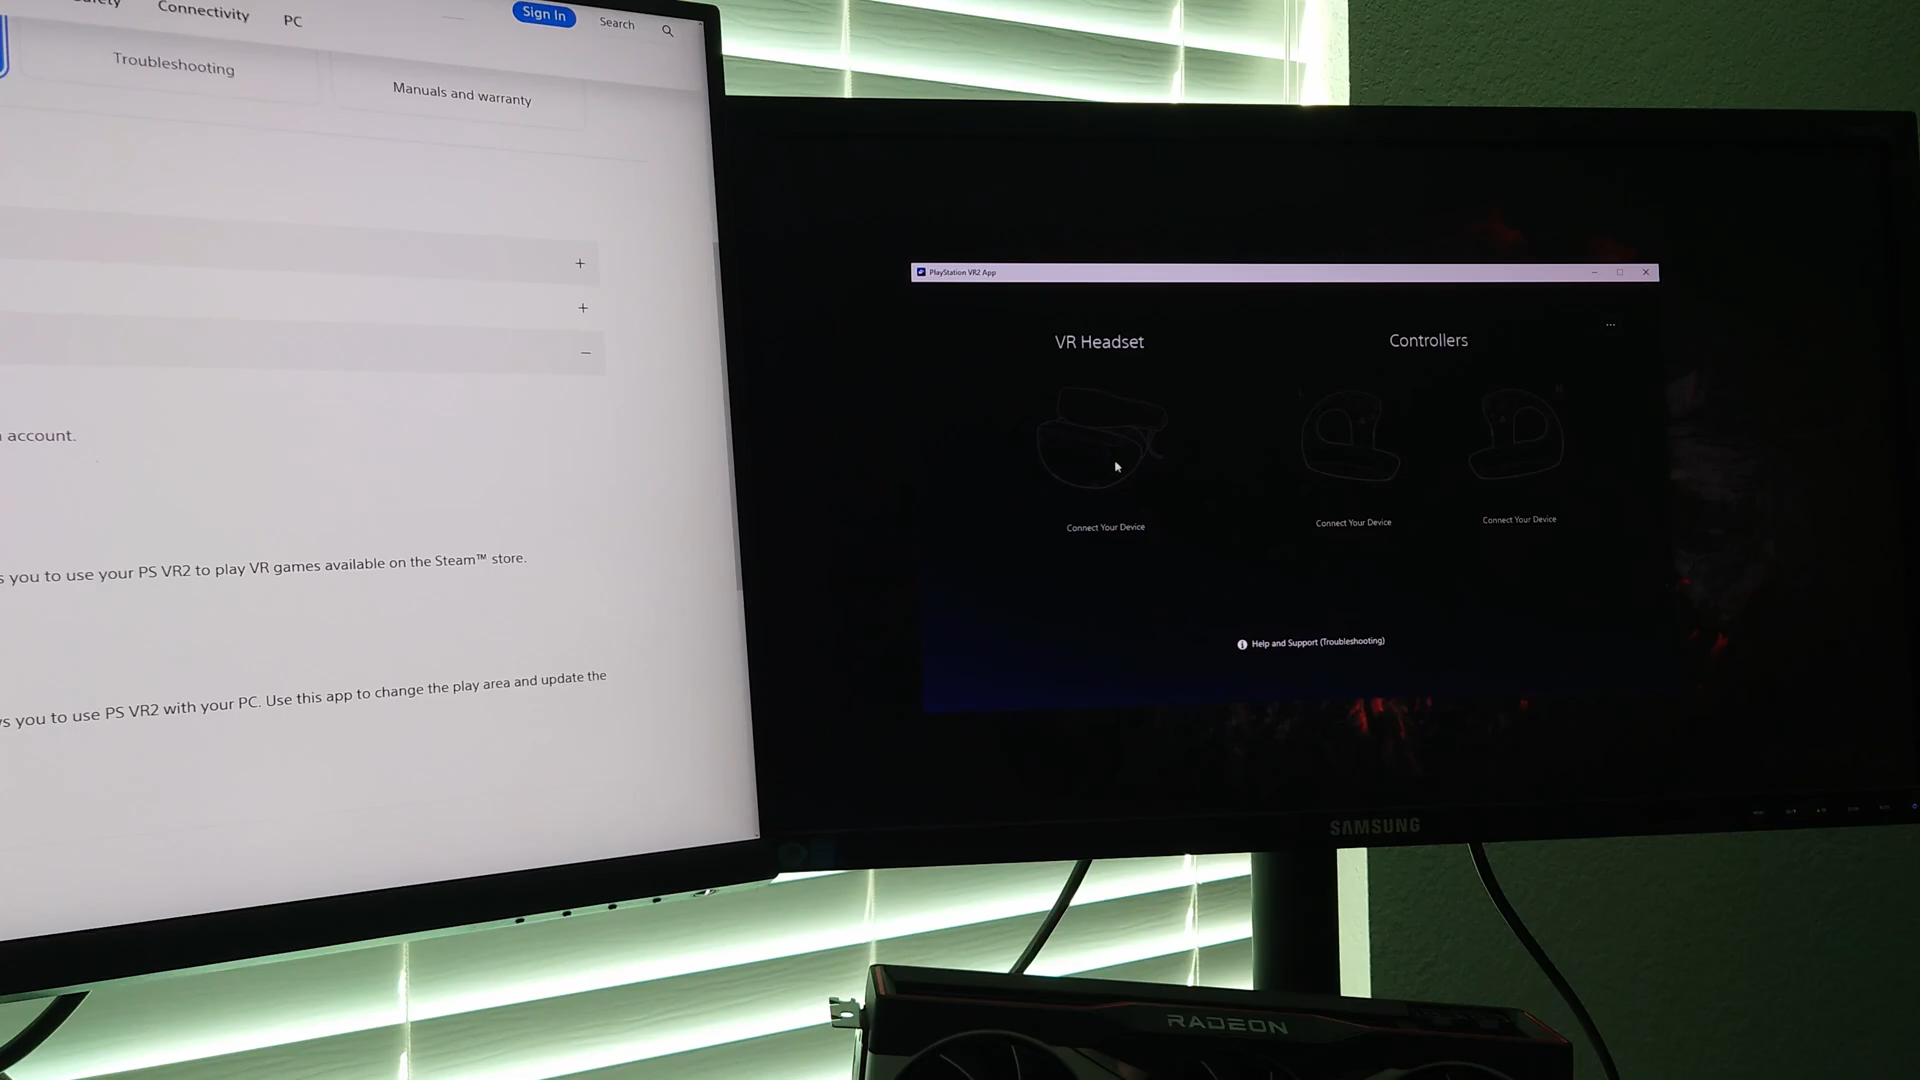 Connectivity
PC
Sign In
Search
Troubleshooting
Manuals and warranty
+
+
−
account.
you to use your PS VR2 to play VR games available on the Steam™ store.
you to use PS VR2 with your PC. Use this app to change the play area and update the
PlayStation VR2 App
VR Headset
Controllers
Connect Your Device
Connect Your Device
Connect Your Device
Help and Support (Troubleshooting)
SAMSUNG
RADEON